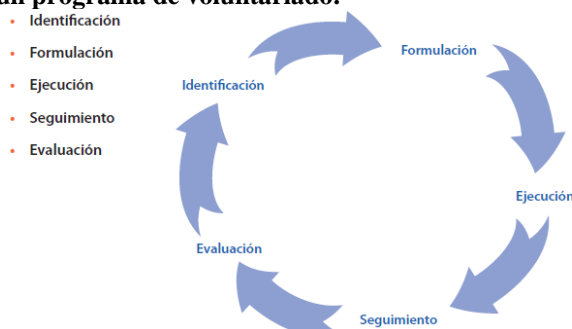 un programa de voluntariado.
• Identificación
• Formulación
• Ejecución
• Seguimiento
• Evaluación
Formulación
Identificación
Ejecución
Evaluación
Seguimiento